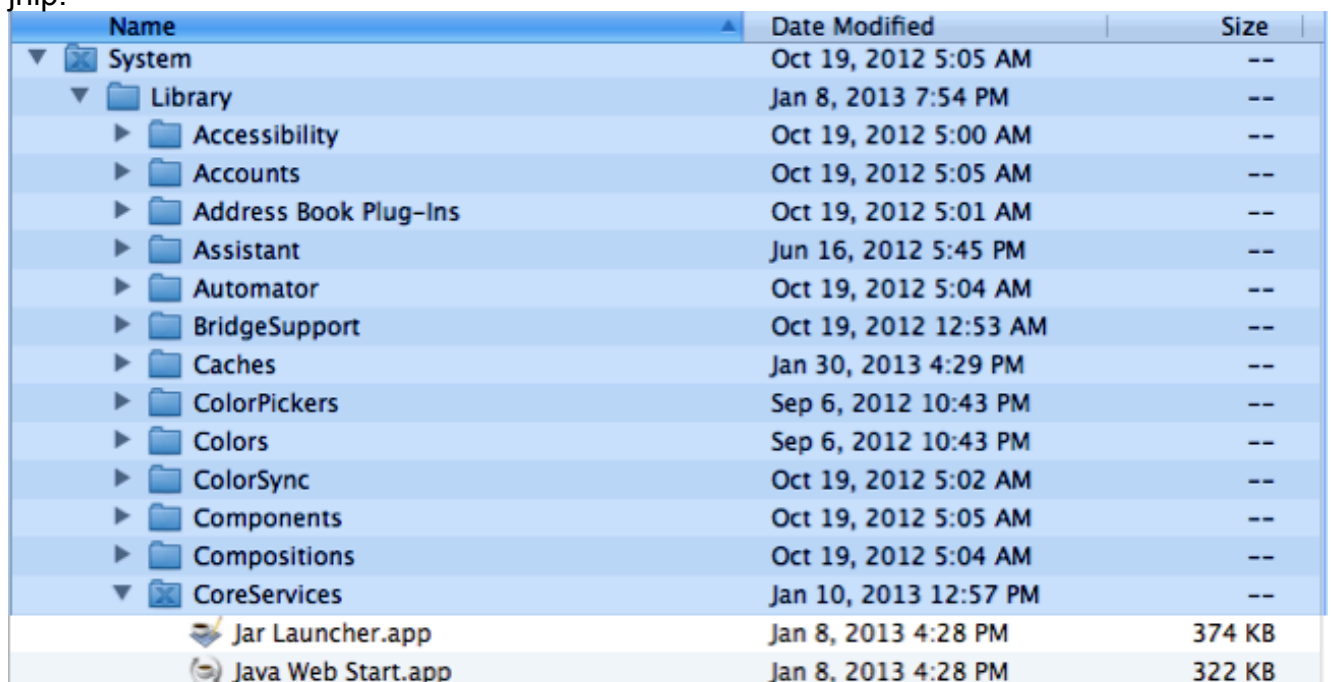 jnlp.
Name Date Modified Size
System Oct 19, 2012 5:05 AM --
Library Jan 8, 2013 7:54 PM --
Accessibility Oct 19, 2012 5:00 AM --
Accounts Oct 19, 2012 5:05 AM --
Address Book Plug-Ins Oct 19, 2012 5:01 AM --
Assistant Jun 16, 2012 5:45 PM --
Automator Oct 19, 2012 5:04 AM --
BridgeSupport Oct 19, 2012 12:53 AM --
Caches Jan 30, 2013 4:29 PM --
ColorPickers Sep 6, 2012 10:43 PM --
Colors Sep 6, 2012 10:43 PM --
ColorSync Oct 19, 2012 5:02 AM --
Components Oct 19, 2012 5:05 AM --
Compositions Oct 19, 2012 5:04 AM --
CoreServices Jan 10, 2013 12:57 PM --
Jar Launcher.app Jan 8, 2013 4:28 PM 374 KB
Java Web Start.app Jan 8, 2013 4:28 PM 322 KB